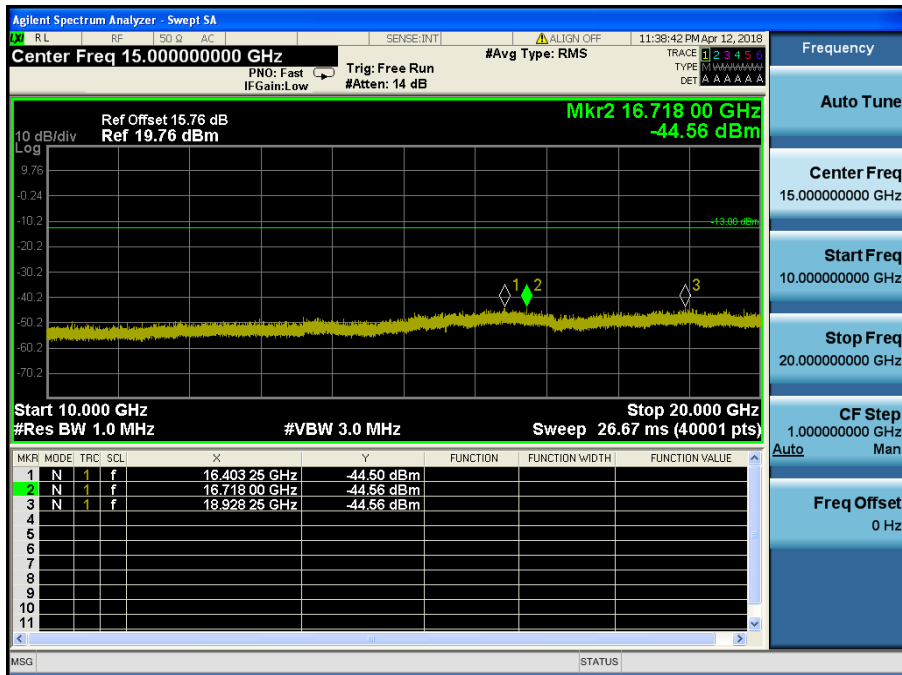 Agilent Spectrum Analyzer - Swept SA
LXI RL RF 50 Ω AC SENSE:INT ALIGN OFF 11:38:42 PM Apr 12, 2018
Center Freq 15.000000000 GHz
PNO: Fast
IFGain:Low
Trig: Free Run
#Atten: 14 dB
#Avg Type: RMS
TRACE 1 2 3 4 5 6
TYPE M W W W W W
DET A A A A A A
Mkr2 16.718 00 GHz
-44.56 dBm
Ref Offset 15.76 dB
10 dB/div Ref 19.76 dBm
Log
9.76
-0.24
-10.2
-13.00 dBm
-20.2
-30.2
1 2 3
-40.2
-50.2
-60.2
-70.2
Start 10.000 GHz Stop 20.000 GHz
#Res BW 1.0 MHz #VBW 3.0 MHz Sweep 26.67 ms (40001 pts)
MKR MODE TRC SCL X Y FUNCTION FUNCTION WIDTH FUNCTION VALUE
1 N 1 f 16.403 25 GHz -44.50 dBm
2 N 1 f 16.718 00 GHz -44.56 dBm
3 N 1 f 18.928 25 GHz -44.56 dBm
4
5
6
7
8
9
10
11
MSG STATUS
Frequency
Auto Tune
Center Freq
15.000000000 GHz
Start Freq
10.000000000 GHz
Stop Freq
20.000000000 GHz
CF Step
1.000000000 GHz
Auto Man
Freq Offset
0 Hz